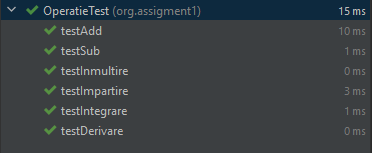 OperatieTest (org.assigment1) 15 ms
testAdd 10 ms
testSub 1 ms
testInmultire 0 ms
testImpartire 3 ms
testIntegrare 1 ms
testDerivare 0 ms